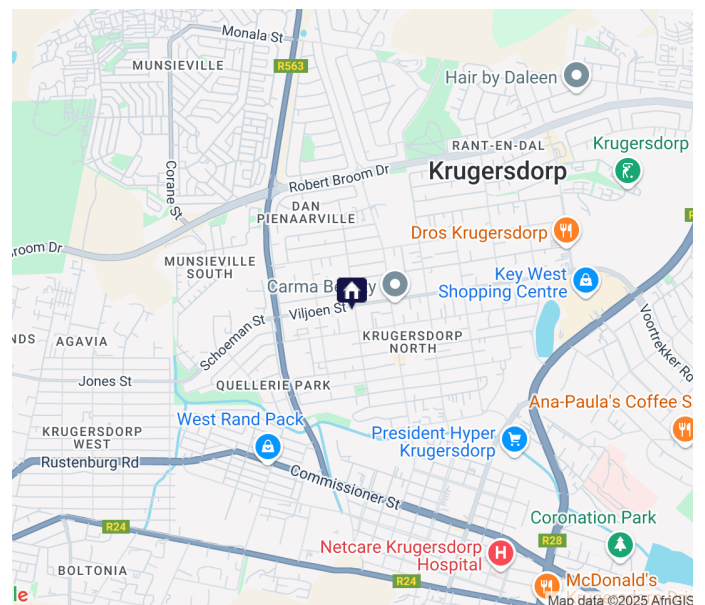 Monala St
MUNSIEVILLE
R563
Hair by Daleen
RANT-EN-DAL
Krugersdorp
Krugersdorp
Robert Broom Dr
Corane St
DAN
PIENAARVILLE
Dros Krugersdorp
Broom Dr
MUNSIEVILLE
SOUTH
Key West
Shopping Centre
Carma
Viljoen St
Schoeman St
KRUGERSDORP
NORTH
Voortrekker Rd
AGAVIA
Jones St
QUELLERIE PARK
Ana-Paula's Coffee S
West Rand Pack
KRUGERSDORP
WEST
President Hyper
Krugersdorp
Rustenburg Rd
Commissioner St
R24
Coronation Park
R28
Netcare Krugersdorp
Hospital
BOLTONIA
R24
McDonald's
Map data ©2025 AfriGIS